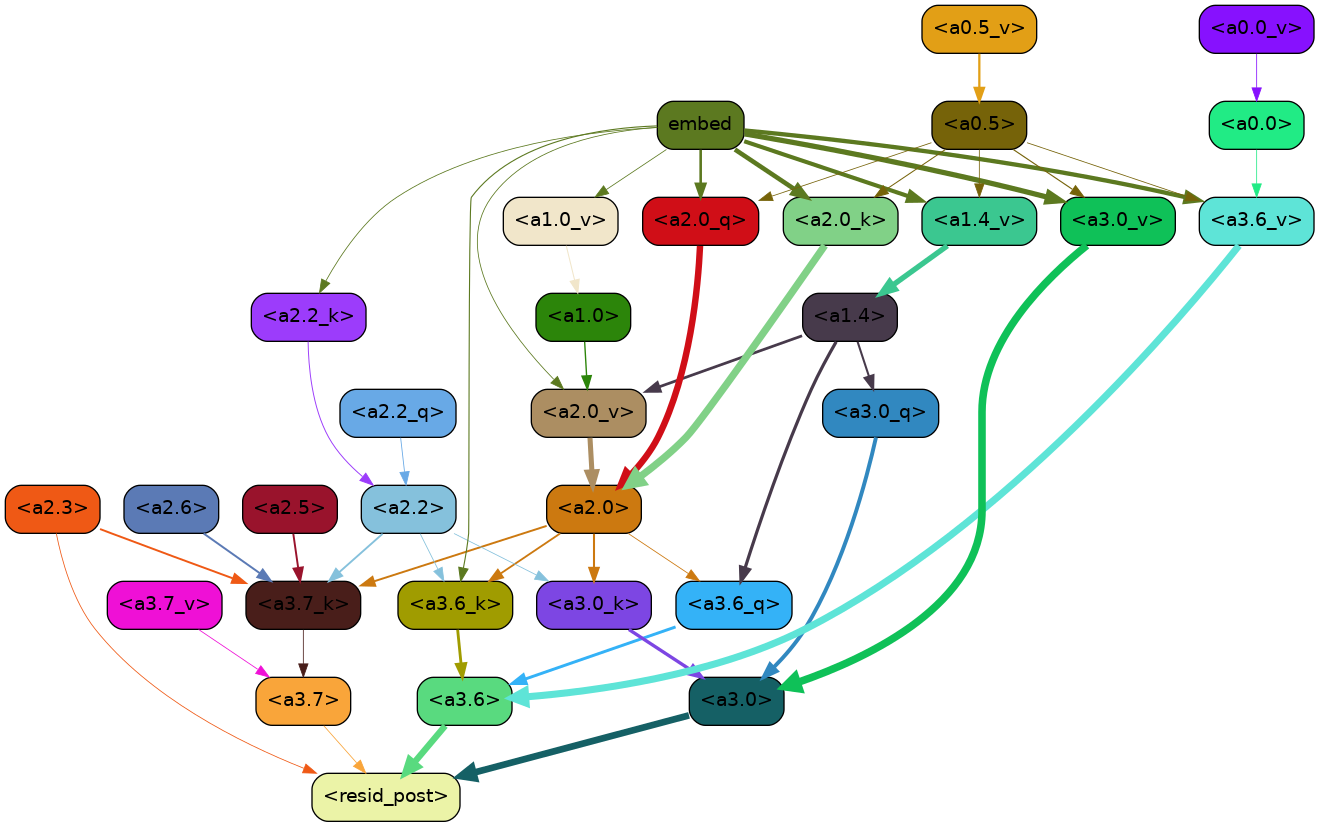 <a0.5_v>
<a0.0_v>
embed
<a0.5>
<a0.0>
<a1.0_v>
<a2.0_q>
<a2.0_k>
<a1.4_v>
<a3.0_v>
<a3.6_v>
<a2.2_k>
<a1.0>
<a1.4>
<a2.2_q>
<a2.0_v>
<a3.0_q>
<a2.3>
<a2.6>
<a2.5>
<a2.2>
<a2.0>
<a3.7_v>
<a3.7_k>
<a3.6_k>
<a3.0_k>
<a3.6_q>
<a3.7>
<a3.6>
<a3.0>
<resid_post>